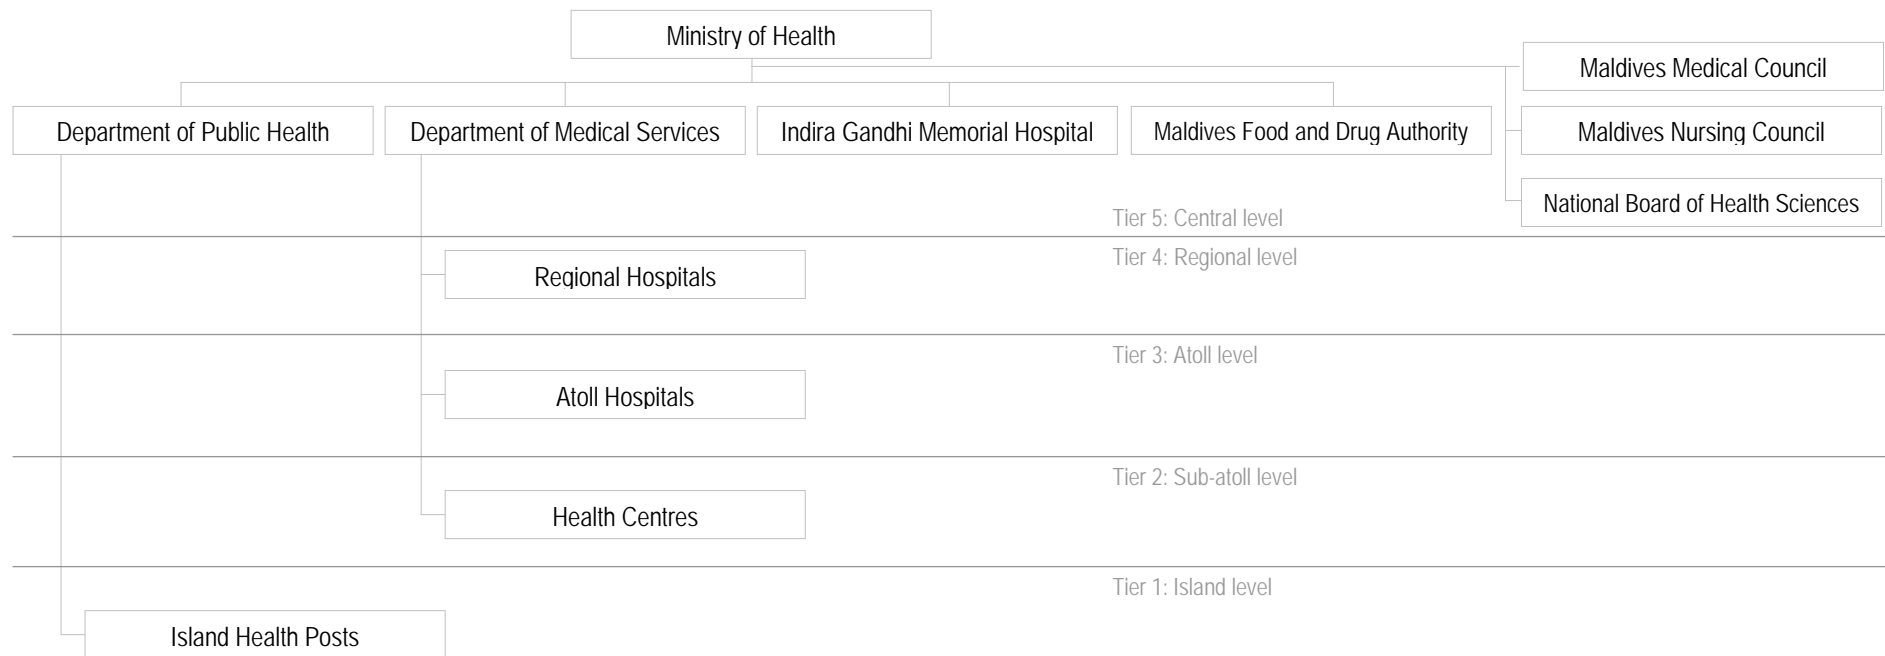 Ministry of Health
Maldives Medical Council
Department of Public Health
Department of Medical Services
Indira Gandhi Memorial Hospital
Maldives Food and Drug Authority
Maldives Nursing Council
National Board of Health Sciences
Tier 5: Central level
Tier 4: Regional level
Regional Hospitals
Tier 3: Atoll level
Atoll Hospitals
Tier 2: Sub-atoll level
Health Centres
Tier 1: Island level
Island Health Posts